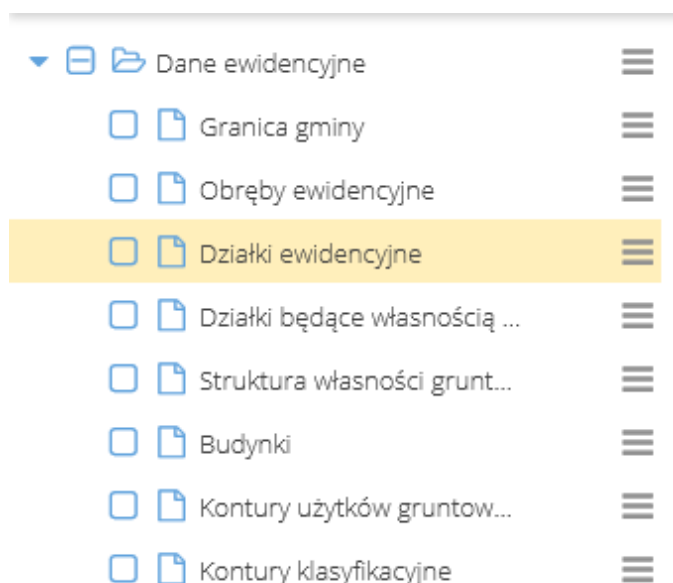 Dane ewidencyjne
Granica gminy
Obręby ewidencyjne
Działki ewidencyjne
Działki będące własnością ...
Struktura własności grunt...
Budynki
Kontury użytków gruntow...
Kontury klasyfikacyjne